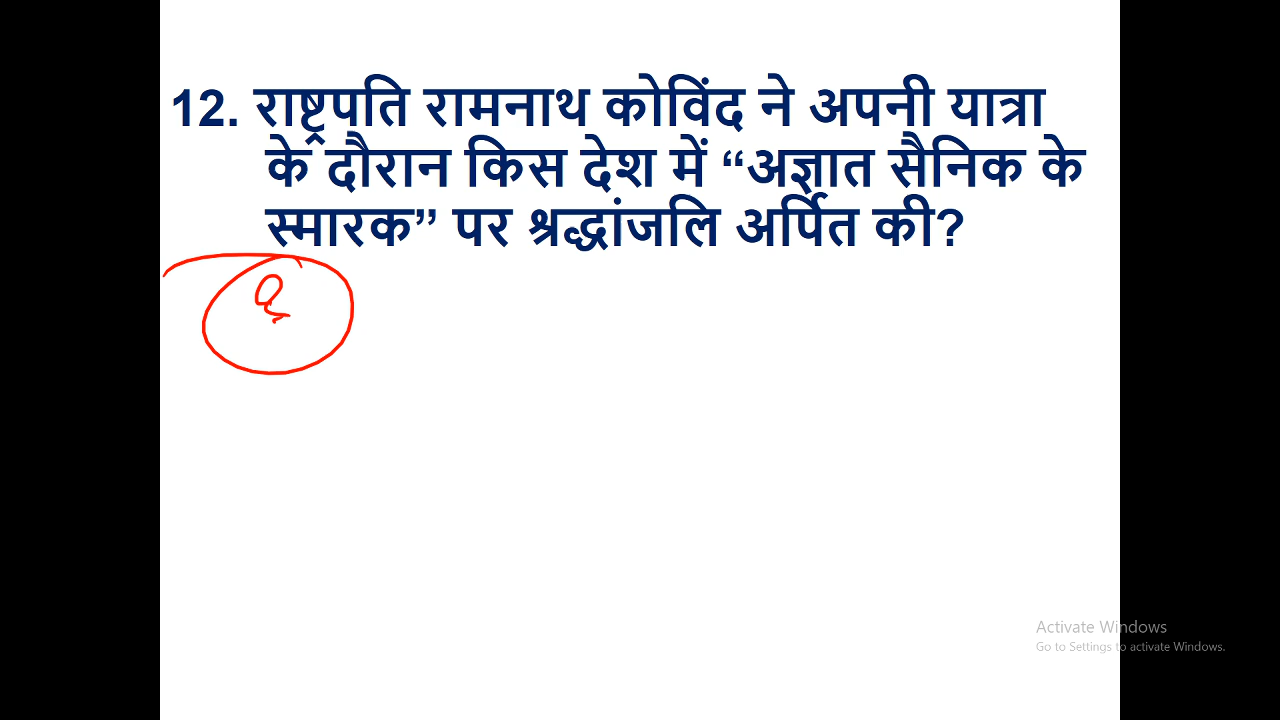 12. राष्ट्रपति रामनाथ कोविंद ने अपनी यात्रा
के दौरान किस देश में “अज्ञात सैनिक के
स्मारक” पर श्रद्धांजलि अर्पित की?
Activate Windows
Go to Settings to activate Windows.